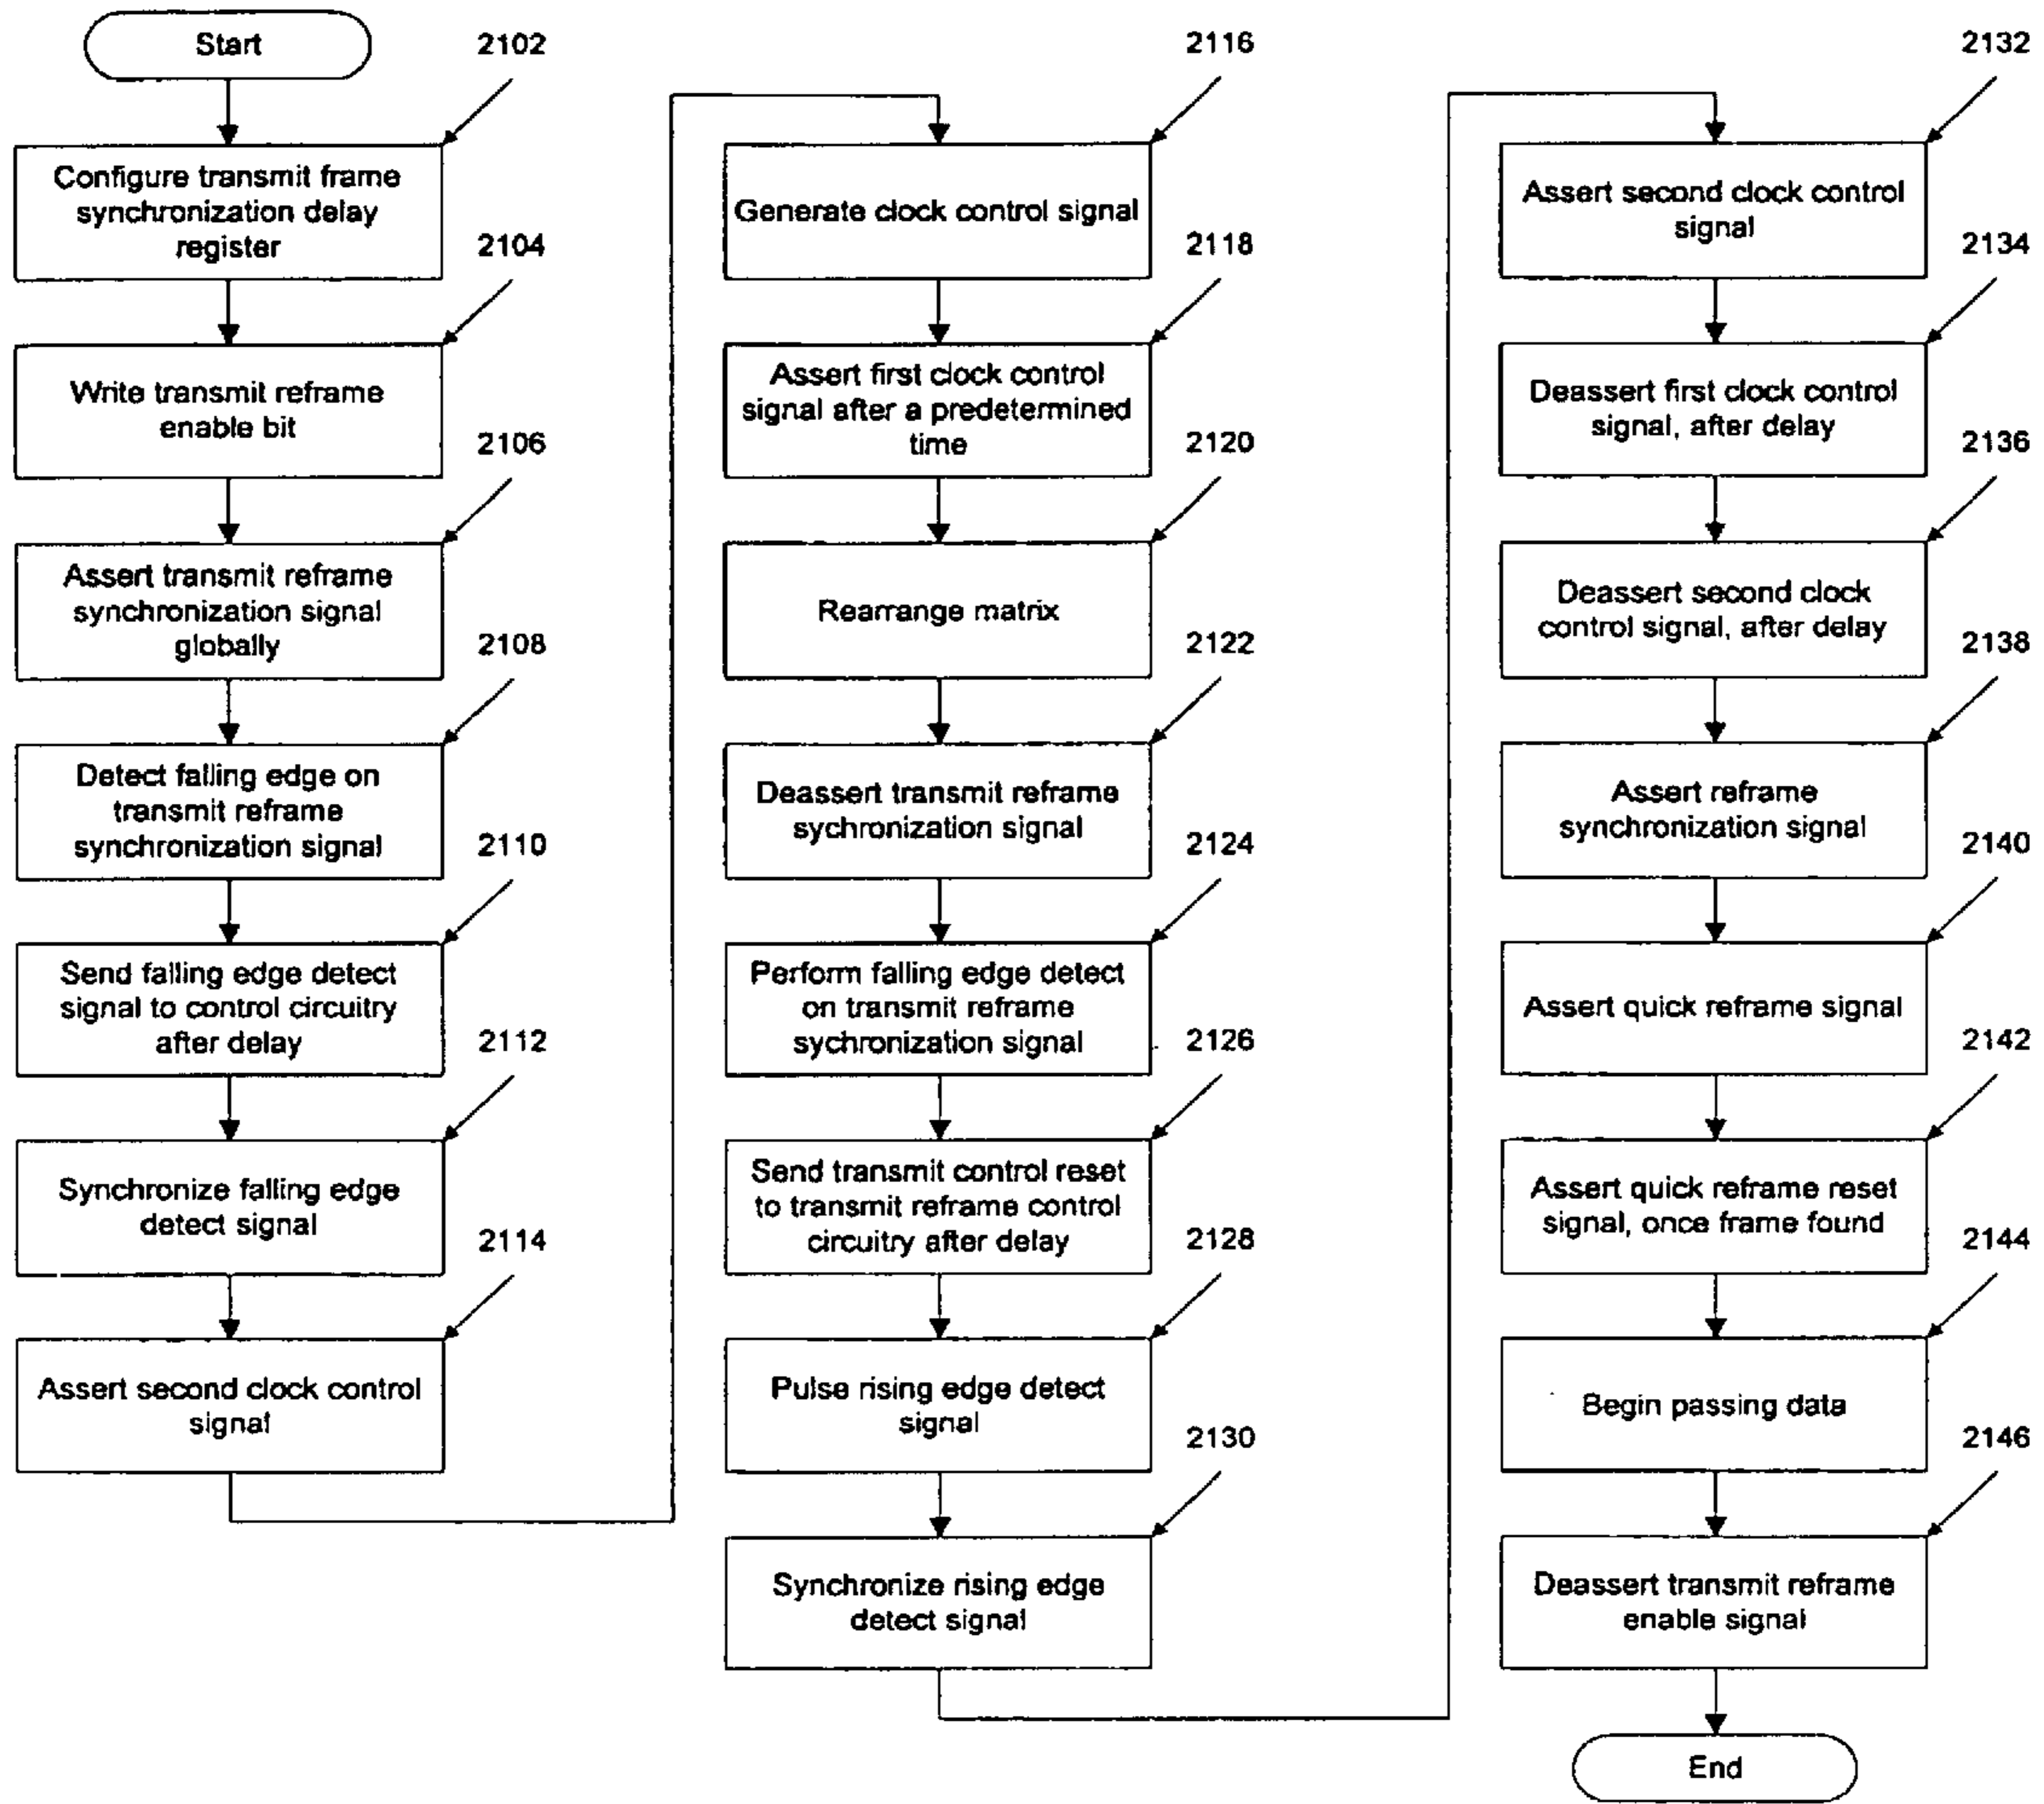 Start
2102
Configure transmit frame
synchronization delay
register
2104
Write transmit reframe
enable bit
2106
Assert transmit reframe
synchronization signal
globally
2108
Detect falling edge on
transmit reframe
synchronization signal
2110
Send falling edge detect
signal to control circuitry
after delay
2112
Synchronize falling edge
detect signal
2114
Assert second clock control
signal
2116
Generate clock control signal
2118
Assert first clock control
signal after a predetermined
time
2120
Rearrange matrix
2122
Deassert transmit reframe
sychronization signal
2124
Perform falling edge detect
on transmit reframe
sychronization signal
2126
Send transmit control reset
to transmit reframe control
circuitry after delay
2128
Pulse rising edge detect
signal
2130
Synchronize rising edge
detect signal
2132
Assert second clock control
signal
2134
Deassert first clock control
signal, after delay
2136
Deassert second clock
control signal, after delay
2138
Assert reframe
synchronization signal
2140
Assert quick reframe signal
2142
Assert quick reframe reset
signal, once frame found
2144
Begin passing data
2146
Deassert transmit reframe
enable signal
End